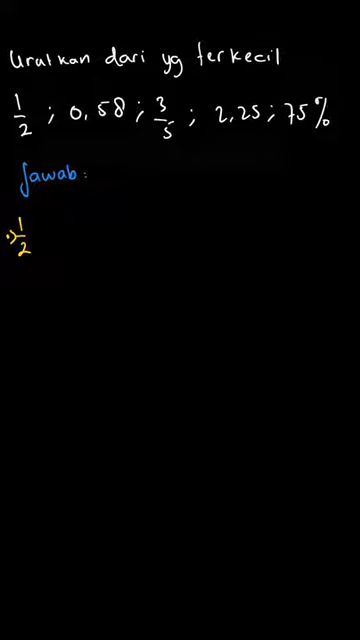 Urutkan dari yg terkecil
1/2 ; 0,58 ; 3/5 ; 2,25 ; 75%
Jawab :
•) 1/2